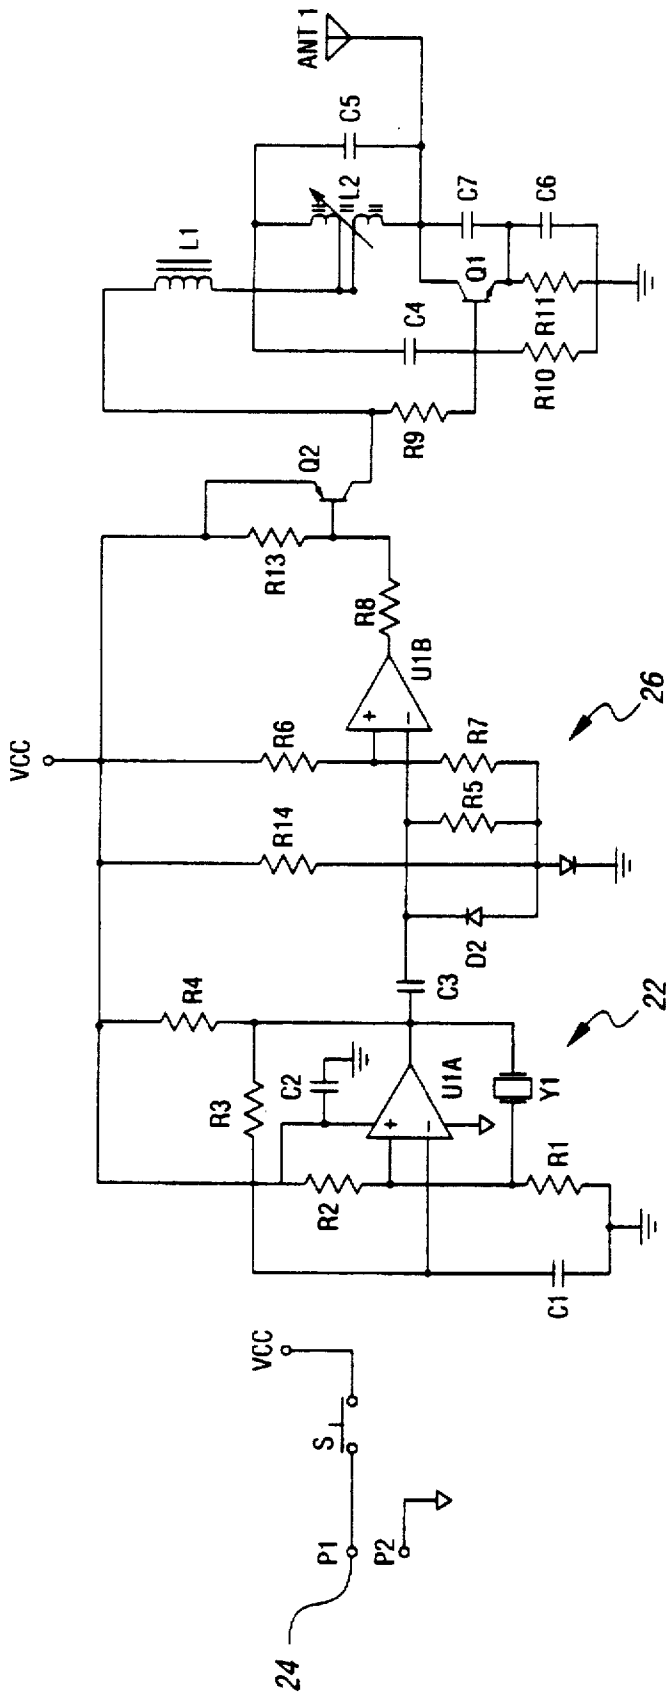 24
P1
P2
S
VCC
C1
R1
R2
R3
R4
C2
U1A
+
−
Y1
22
C3
D2
VCC
R14
R5
R6
R7
+
−
U1B
26
R8
R13
Q2
R9
C4
R10
R11
L1
Q1
L2
C5
C7
C6
ANT 1